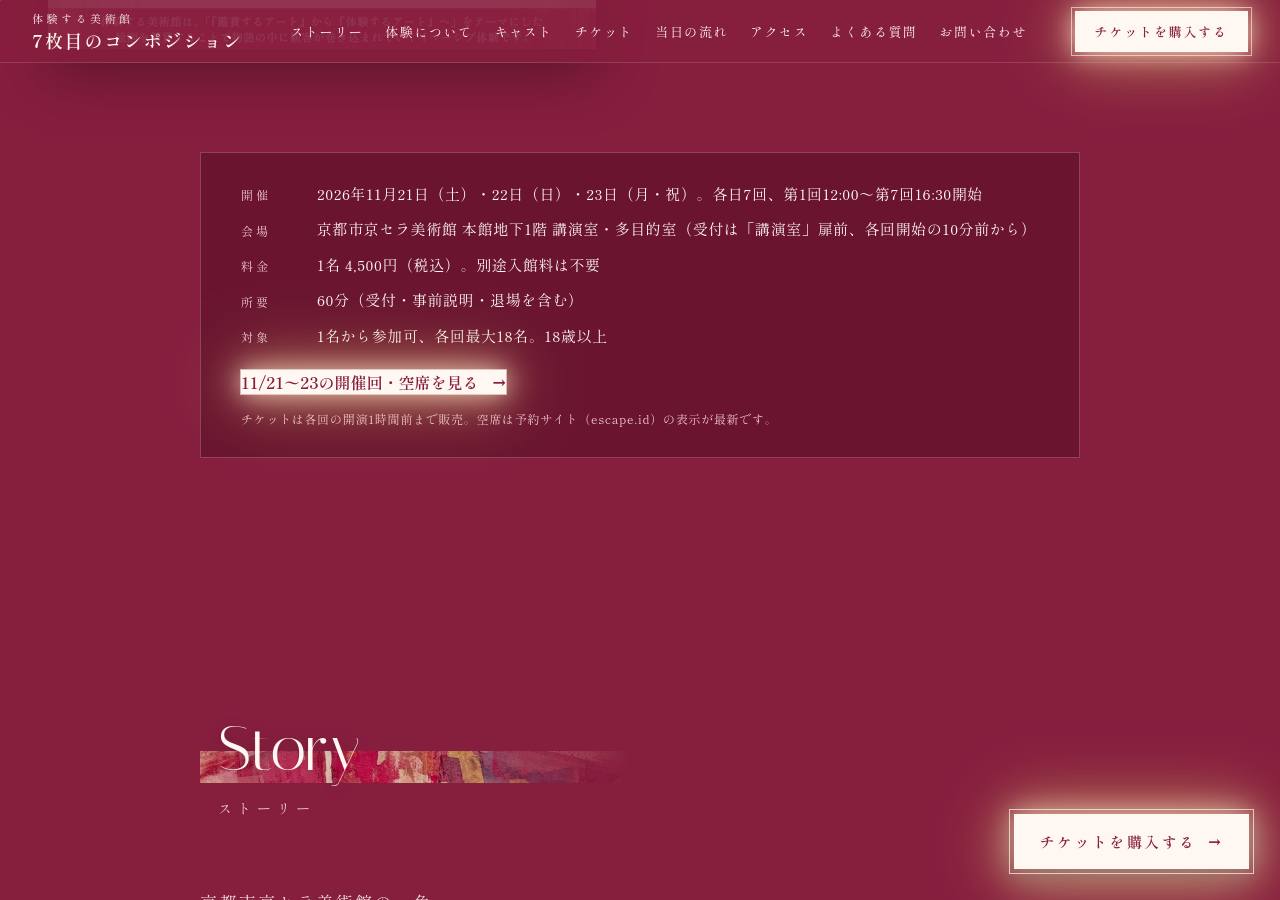 体験する美術館
7枚目のコンポジション
ストーリー 体験について キャスト チケット 当日の流れ アクセス よくある質問 お問い合わせ
チケットを購入する
開催 2026年11月21日（土）・22日（日）・23日（月・祝）。各日7回、第1回12:00〜第7回16:30開始
会場 京都市京セラ美術館 本館地下1階 講演室・多目的室（受付は「講演室」扉前、各回開始の10分前から）
料金 1名 4,500円（税込）。別途入館料は不要
所要 60分（受付・事前説明・退場を含む）
対象 1名から参加可、各回最大18名。18歳以上
11/21〜23の開催回・空席を見る →
チケットは各回の開演1時間前まで販売。空席は予約サイト（escape.id）の表示が最新です。
Story
ストーリー
チケットを購入する →